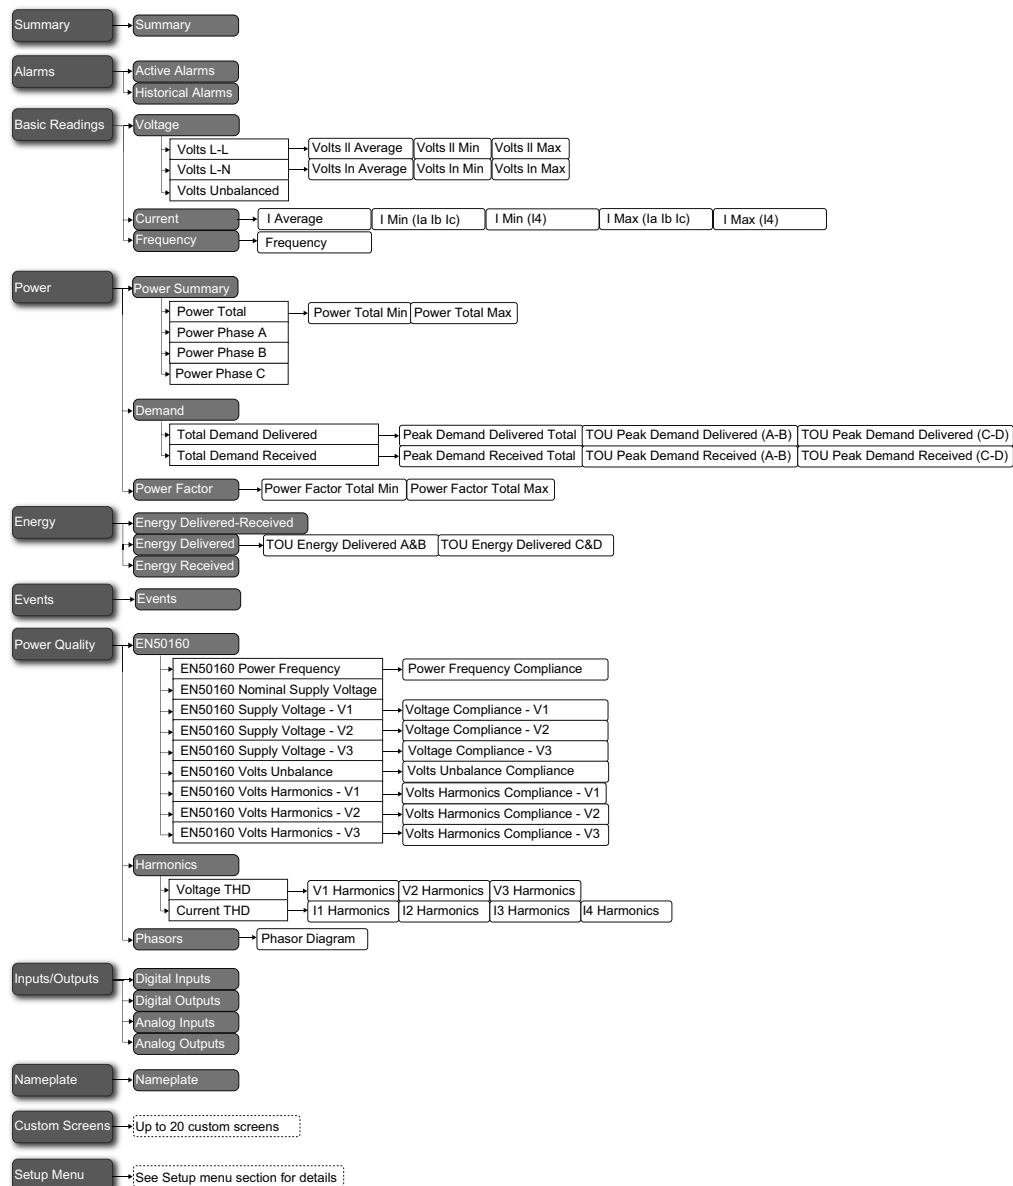 Summary Summary
Alarms Active Alarms
Historical Alarms
Basic Readings Voltage
Volts L-L Volts ll Average Volts ll Min Volts ll Max
Volts L-N Volts ln Average Volts ln Min Volts ln Max
Volts Unbalanced
Current I Average I Min (Ia Ib Ic) I Min (I4) I Max (Ia Ib Ic) I Max (I4)
Frequency Frequency
Power Power Summary
Power Total Power Total Min Power Total Max
Power Phase A
Power Phase B
Power Phase C
Demand
Total Demand Delivered Peak Demand Delivered Total TOU Peak Demand Delivered (A-B) TOU Peak Demand Delivered (C-D)
Total Demand Received Peak Demand Received Total TOU Peak Demand Received (A-B) TOU Peak Demand Received (C-D)
Power Factor Power Factor Total Min Power Factor Total Max
Energy Energy Delivered-Received
Energy Delivered TOU Energy Delivered A&B TOU Energy Delivered C&D
Energy Received
Events Events
Power Quality EN50160
EN50160 Power Frequency Power Frequency Compliance
EN50160 Nominal Supply Voltage
EN50160 Supply Voltage - V1 Voltage Compliance - V1
EN50160 Supply Voltage - V2 Voltage Compliance - V2
EN50160 Supply Voltage - V3 Voltage Compliance - V3
EN50160 Volts Unbalance Volts Unbalance Compliance
EN50160 Volts Harmonics - V1 Volts Harmonics Compliance - V1
EN50160 Volts Harmonics - V2 Volts Harmonics Compliance - V2
EN50160 Volts Harmonics - V3 Volts Harmonics Compliance - V3
Harmonics
Voltage THD V1 Harmonics V2 Harmonics V3 Harmonics
Current THD I1 Harmonics I2 Harmonics I3 Harmonics I4 Harmonics
Phasors Phasor Diagram
Inputs/Outputs Digital Inputs
Digital Outputs
Analog Inputs
Analog Outputs
Nameplate Nameplate
Custom Screens Up to 20 custom screens
Setup Menu See Setup menu section for details